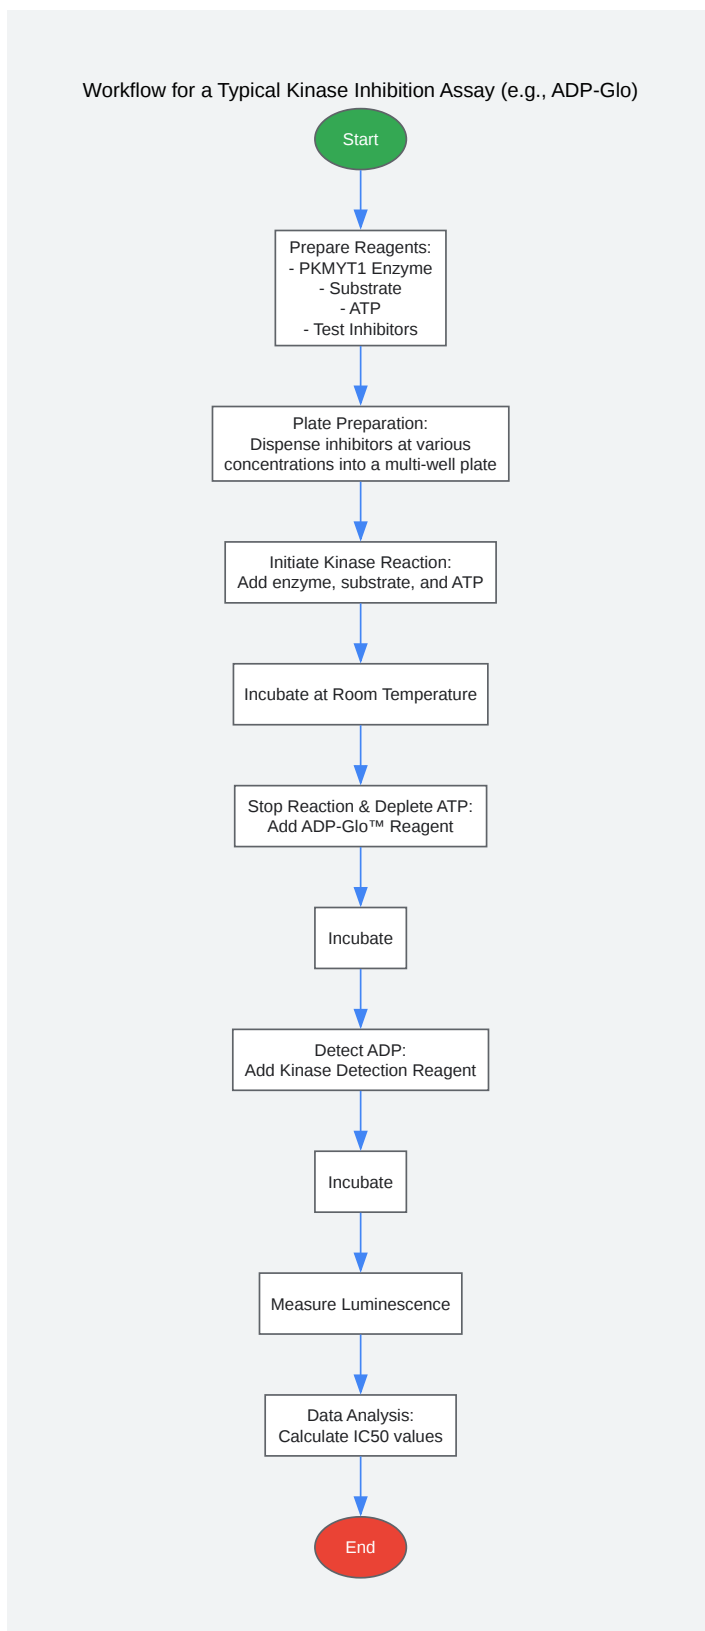 Workflow for a Typical Kinase Inhibition Assay (e.g., ADP-Glo)
Start
Prepare Reagents:
- PKMYT1 Enzyme
- Substrate
- ATP
- Test Inhibitors
Plate Preparation:
Dispense inhibitors at various
concentrations into a multi-well plate
Initiate Kinase Reaction:
Add enzyme, substrate, and ATP
Incubate at Room Temperature
Stop Reaction & Deplete ATP:
Add ADP-Glo™ Reagent
Incubate
Detect ADP:
Add Kinase Detection Reagent
Incubate
Measure Luminescence
Data Analysis:
Calculate IC50 values
End